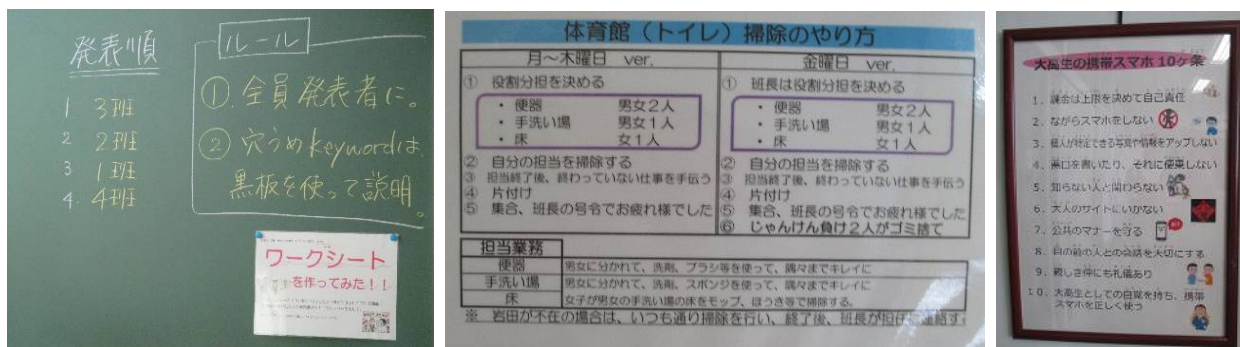 発表順
1 3班
2 2班
3 1班
4. 4班
ルール
①. 全員発表者に。
② 穴うめkeywordは、
黒板を使って説明。
ワークシート
を作ってみた!!
体育館(トイレ)掃除のやり方
月~木曜日 ver.
① 役割分担を決める
・ 便器 男女2人
・ 手洗い場 男女1人
・ 床 女1人
② 自分の担当を掃除する
③ 担当終了後、終わっていない仕事を手伝う
④ 片付け
⑤ 集合、班長の号令でお疲れ様でした
金曜日 ver.
① 班長は役割分担を決める
・ 便器 男女2人
・ 手洗い場 男女1人
・ 床 女1人
② 自分の担当を掃除する
③ 担当終了後、終わっていない仕事を手伝う
④ 片付け
⑤ 集合、班長の号令でお疲れ様でした
⑥ じゃんけん負け2人がゴミ捨て
担当業務
便器 男女に分かれて、洗剤、ブラシ等を使って、隅々までキレイに
手洗い場 男女に分かれて、洗剤、スポンジを使って、隅々までキレイに
床 女子が男女の手洗い場の床をモップ、ほうき等で掃除する。
※ 岩田が不在の場合は、いつも通り掃除を行い、終了後、班長が担任に連絡す
大高生の携帯スマホ10ヶ条
1.課金は上限を決めて自己責任
2.ながらスマホをしない
3.個人が特定できる写真や情報をアップしない
4.悪口を書いたり、それに便乗しない
5.知らない人と関わらない
6.大人のサイトにいかない
7.公共のマナーを守る
8.目の前の人との会話を大切にする
9.親しき仲にも礼儀あり
10.大高生としての自覚を持ち、携帯
スマホを正しく使う